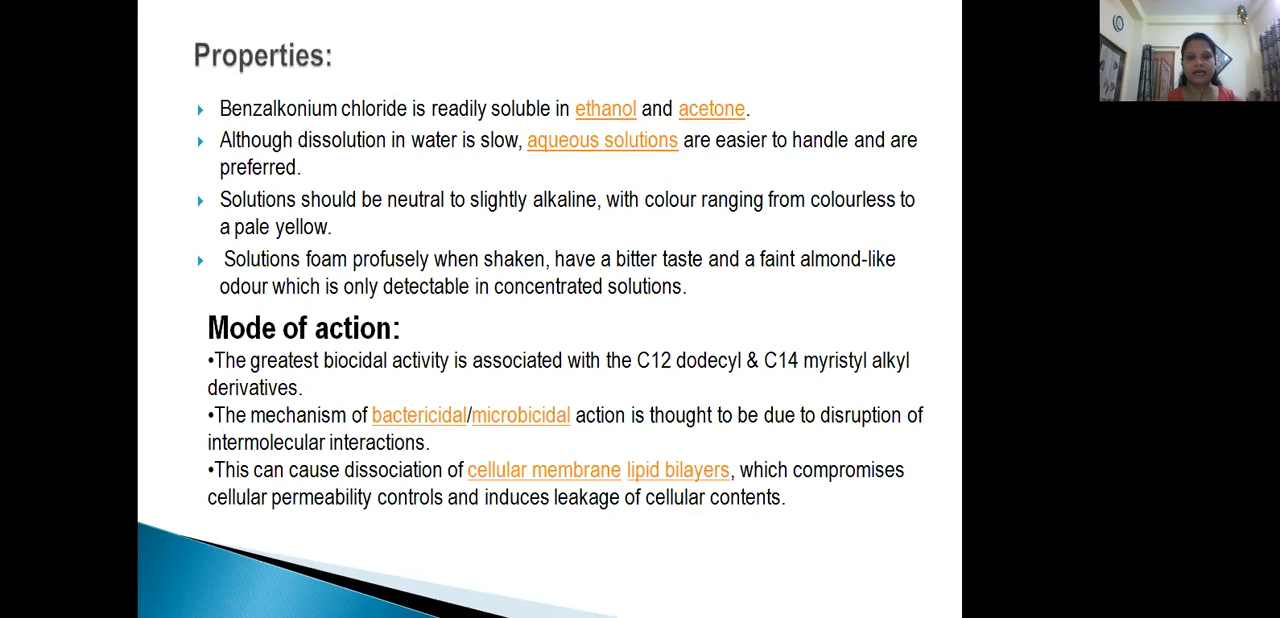 Properties:
Benzalkonium chloride is readily soluble in ethanol and acetone.
Although dissolution in water is slow, aqueous solutions are easier to handle and are
preferred.
Solutions should be neutral to slightly alkaline, with colour ranging from colourless to
a pale yellow.
Solutions foam profusely when shaken, have a bitter taste and a faint almond-like
odour which is only detectable in concentrated solutions.
Mode of action:
•The greatest biocidal activity is associated with the C12 dodecyl & C14 myristyl alkyl
derivatives.
•The mechanism of bactericidal/microbicidal action is thought to be due to disruption of
intermolecular interactions.
•This can cause dissociation of cellular membrane lipid bilayers, which compromises
cellular permeability controls and induces leakage of cellular contents.